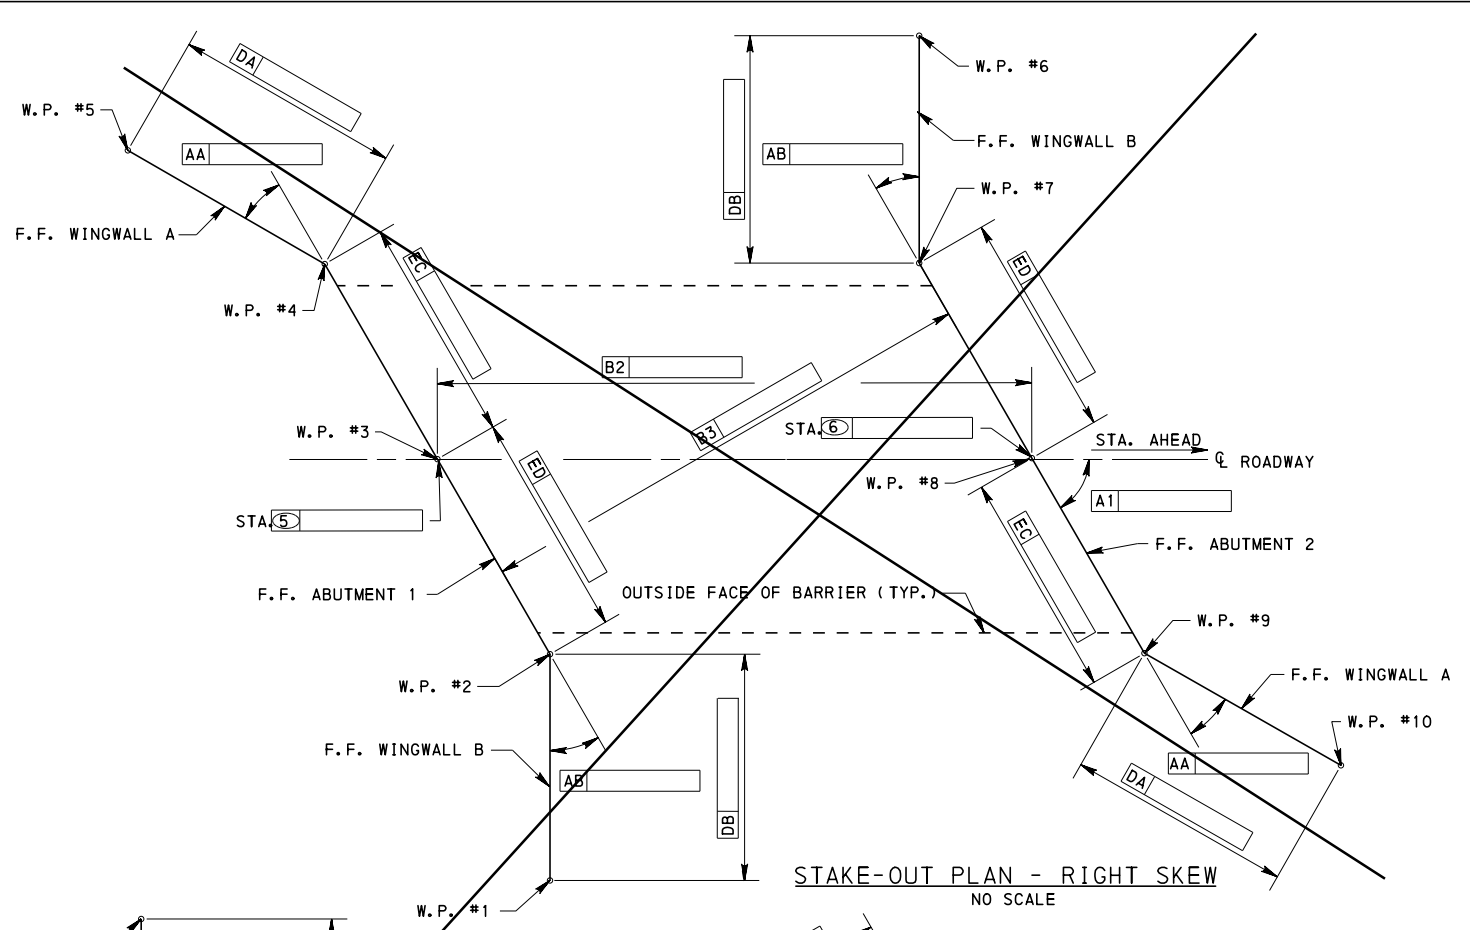 DA
W.P. #6
W.P. #5
DB
AA
AB
F.F. WINGWALL B
W.P. #7
F.F. WINGWALL A
EC
ED
W.P. #4
B2
B3
W.P. #3
STA. 6
STA. AHEAD
℄ ROADWAY
ED
W.P. #8
A1
STA. 5
EC
F.F. ABUTMENT 2
F.F. ABUTMENT 1
OUTSIDE FACE OF BARRIER (TYP.)
W.P. #9
W.P. #2
F.F. WINGWALL A
W.P. #10
F.F. WINGWALL B
AB
AA
DA
DB
STAKE-OUT PLAN - RIGHT SKEW
NO SCALE
W.P. #1